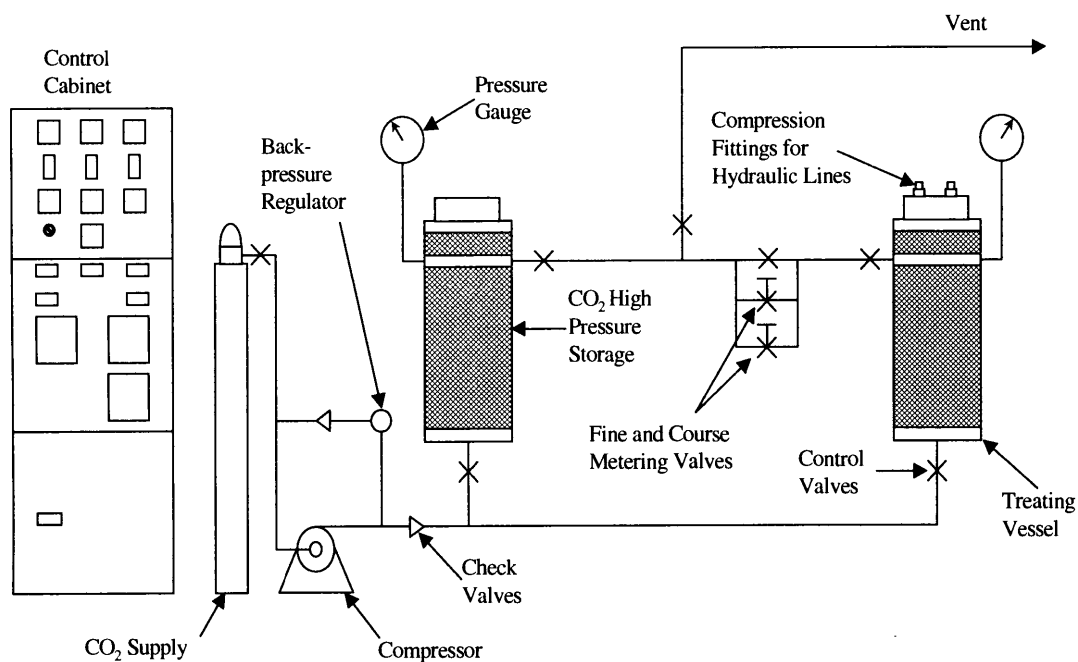 Vent
Control
Cabinet
Pressure
Gauge
Compression
Fittings for
Hydraulic Lines
Back-
pressure
Regulator
CO₂ High
Pressure
Storage
Fine and Course
Metering Valves
Control
Valves
Treating
Vessel
Check
Valves
CO₂ Supply
Compressor